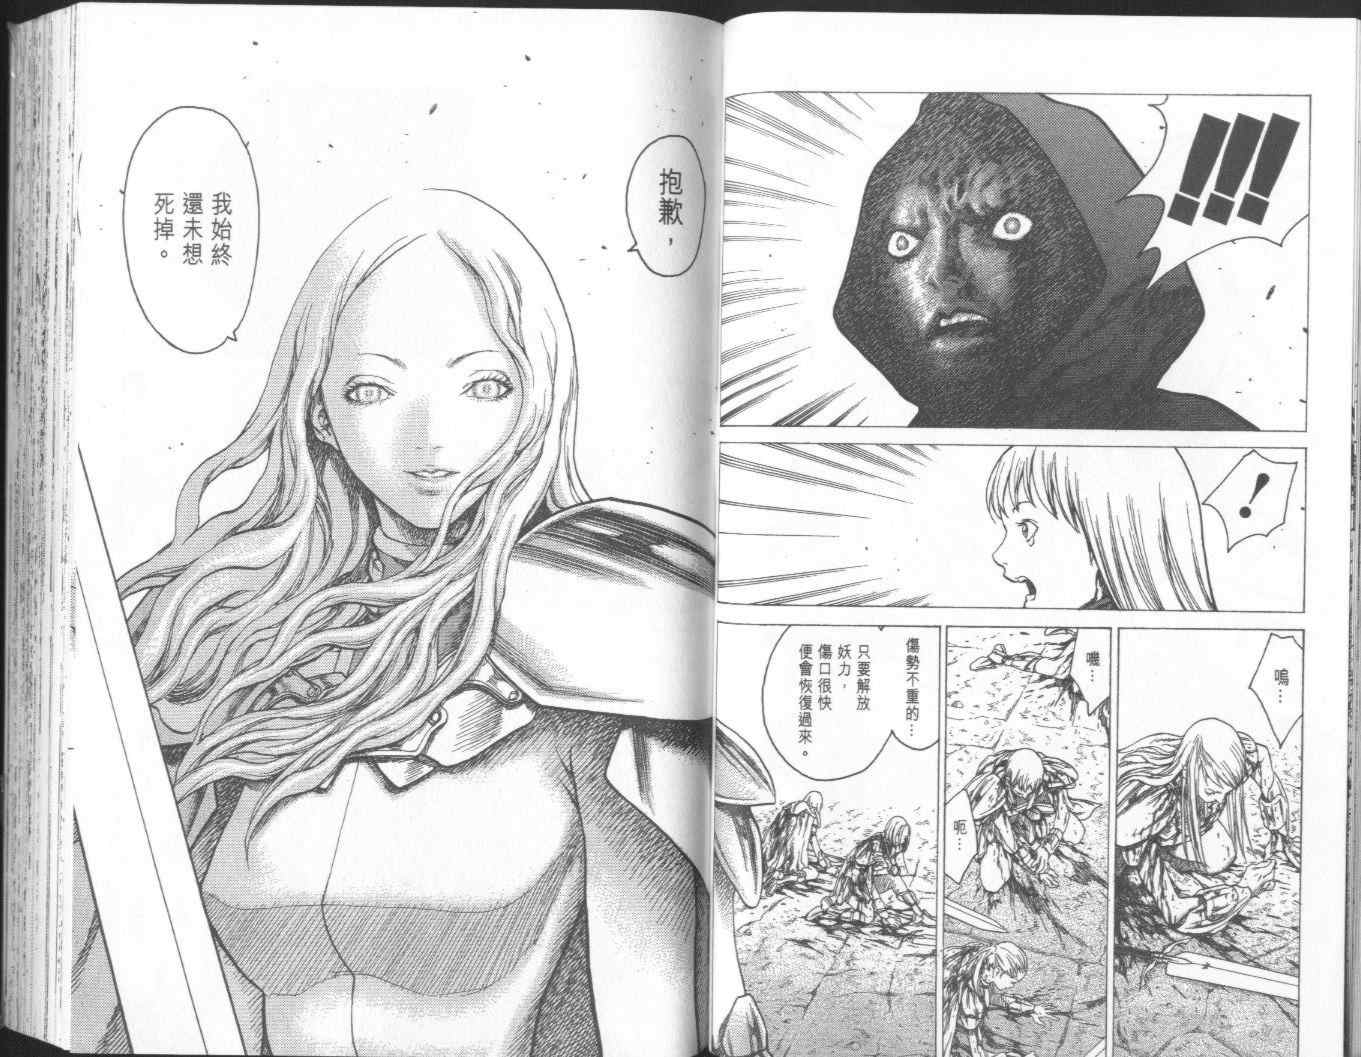 !!!
!
嗚…
嘰…
呃…
傷勢不重的…
只要解放
妖力，
傷口很快
便會恢復過來。
抱歉，
我始終
還未想
死掉。